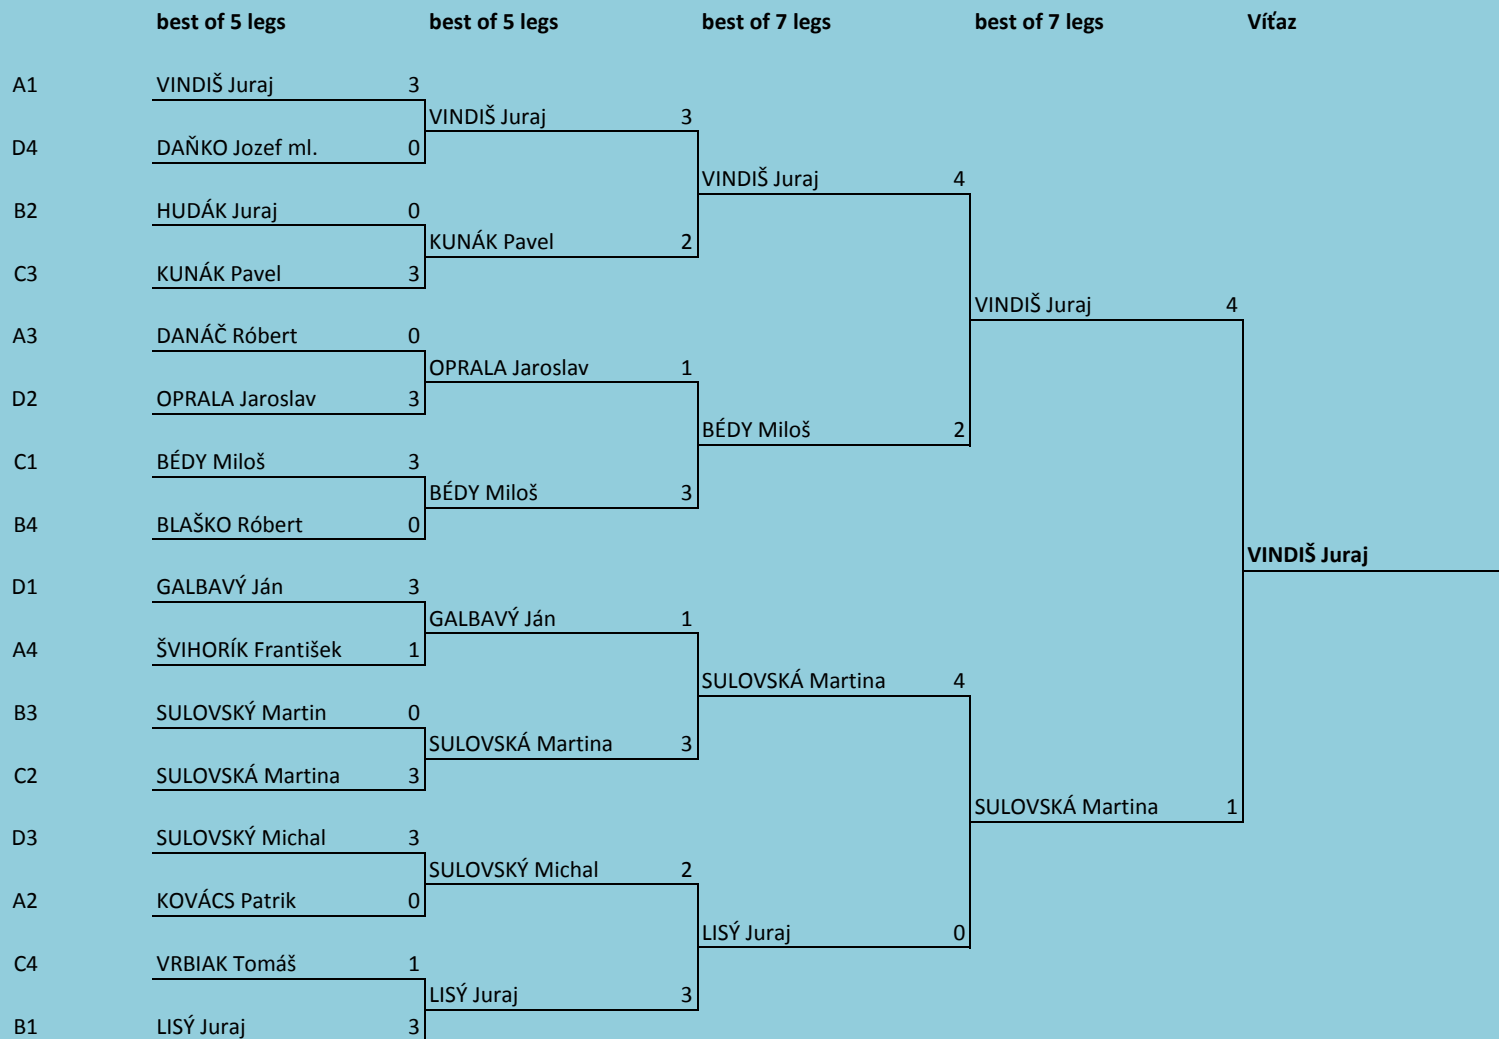 best of 5 legs best of 5 legs best of 7 legs best of 7 legs Víťaz
A1 VINDIŠ Juraj 3
VINDIŠ Juraj 3
D4 DAŇKO Jozef ml. 0
VINDIŠ Juraj 4
B2 HUDÁK Juraj 0
KUNÁK Pavel 2
C3 KUNÁK Pavel 3
VINDIŠ Juraj 4
A3 DANÁČ Róbert 0
OPRALA Jaroslav 1
D2 OPRALA Jaroslav 3
BÉDY Miloš 2
C1 BÉDY Miloš 3
BÉDY Miloš 3
B4 BLAŠKO Róbert 0
VINDIŠ Juraj
D1 GALBAVÝ Ján 3
GALBAVÝ Ján 1
A4 ŠVIHORÍK František 1
SULOVSKÁ Martina 4
B3 SULOVSKÝ Martin 0
SULOVSKÁ Martina 3
C2 SULOVSKÁ Martina 3
SULOVSKÁ Martina 1
D3 SULOVSKÝ Michal 3
SULOVSKÝ Michal 2
A2 KOVÁCS Patrik 0
LISÝ Juraj 0
C4 VRBIAK Tomáš 1
LISÝ Juraj 3
B1 LISÝ Juraj 3